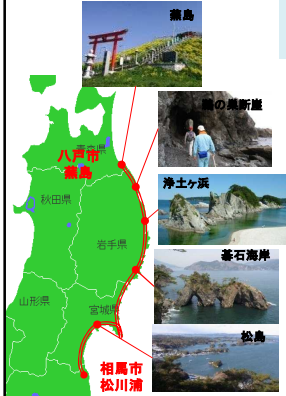 蕪島
の巣断崖
青森県
八戸市
蕪島
浄土ヶ浜
秋田県
岩手県
碁石海岸
山形県
宮城県
松島
相馬市
松川浦